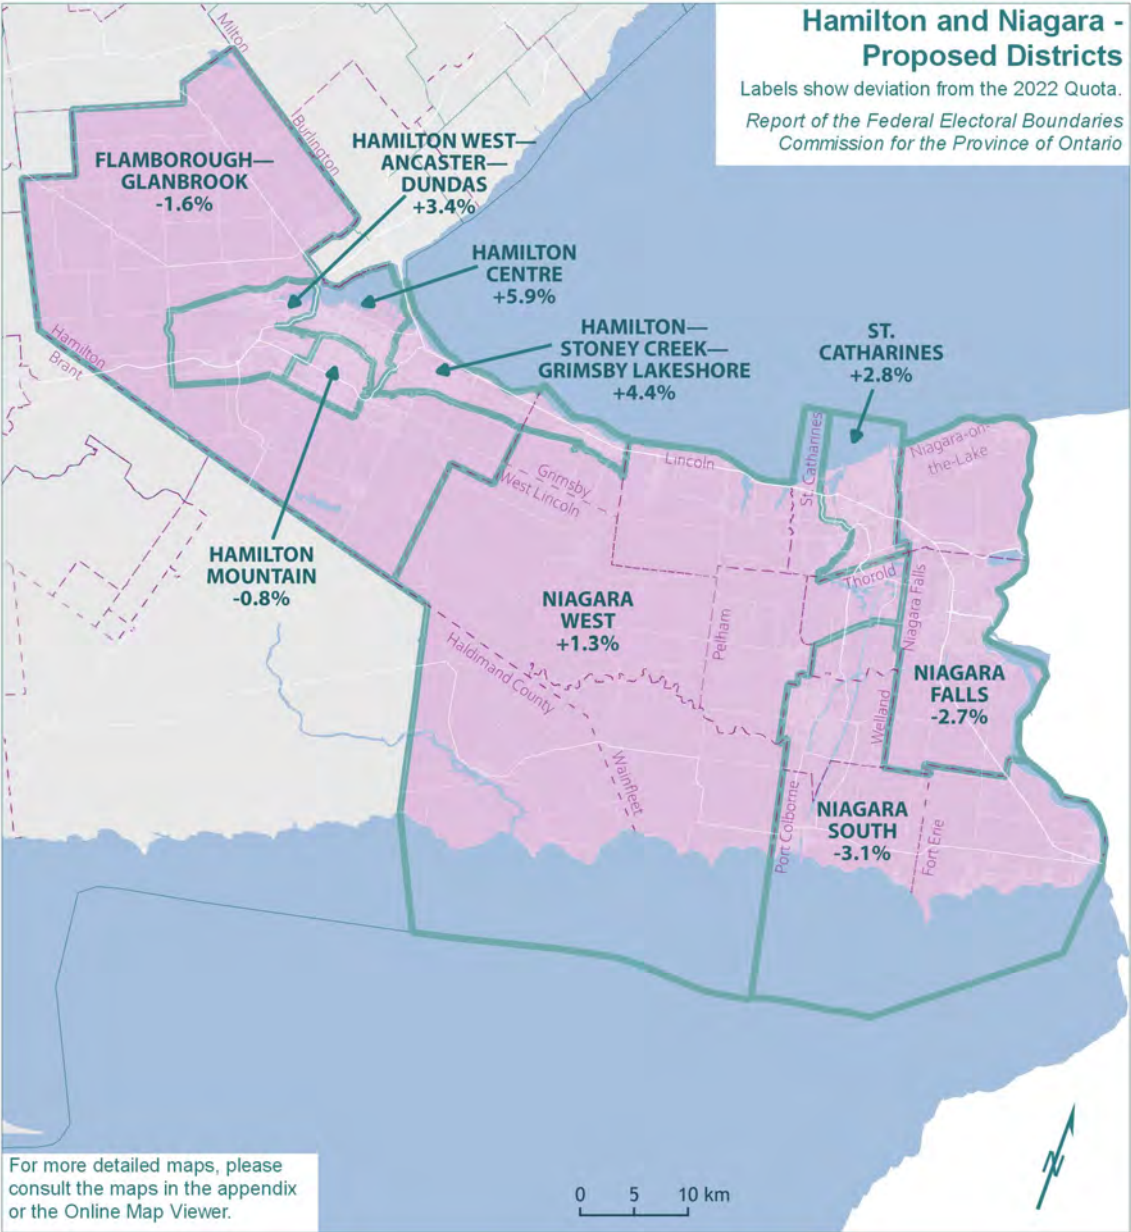 Hamilton and Niagara -
Proposed Districts
Labels show deviation from the 2022 Quota.
Report of the Federal Electoral Boundaries
Commission for the Province of Ontario
Milton
Burlington
FLAMBOROUGH—
GLANBROOK
-1.6%
HAMILTON WEST—
ANCASTER—
DUNDAS
+3.4%
HAMILTON
CENTRE
+5.9%
HAMILTON—
STONEY CREEK—
GRIMSBY LAKESHORE
+4.4%
ST.
CATHARINES
+2.8%
Hamilton
Brant
St. Catharines
Niagara-on-
the-Lake
Lincoln
Grimsby
West Lincoln
HAMILTON
MOUNTAIN
-0.8%
Thorold
Niagara Falls
NIAGARA
WEST
+1.3%
Pelham
Haldimand County
NIAGARA
FALLS
-2.7%
Welland
Wainfleet
Port Colborne
NIAGARA
SOUTH
-3.1%
Fort Erie
N
For more detailed maps, please
consult the maps in the appendix
or the Online Map Viewer.
0 5 10 km